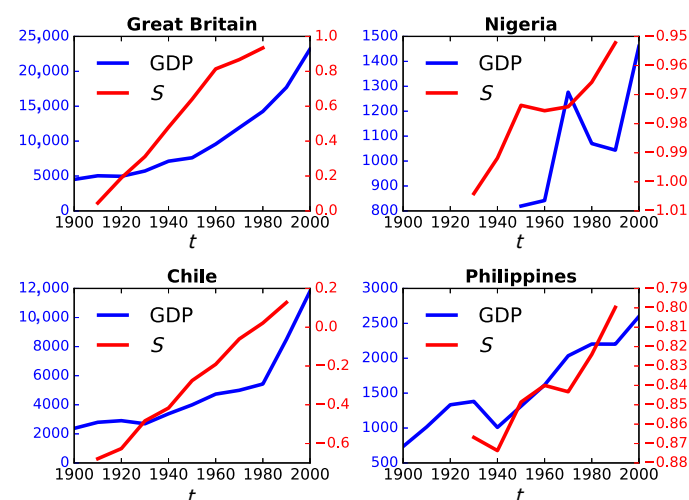 Great Britain
25,000
20,000
15,000
10,000
5000
0
1.0
0.8
0.6
0.4
0.2
0.0
GDP
S
1900 1920 1940 1960 1980 2000
t
Nigeria
1500
1400
1300
1200
1100
1000
900
800
−0.95
−0.96
−0.97
−0.98
−0.99
−1.00
−1.01
GDP
S
1900 1920 1940 1960 1980 2000
t
Chile
12,000
10,000
8000
6000
4000
2000
0
0.2
0.0
−0.2
−0.4
−0.6
GDP
S
1900 1920 1940 1960 1980 2000
t
Philippines
3000
2500
2000
1500
1000
500
−0.79
−0.80
−0.81
−0.82
−0.83
−0.84
−0.85
−0.86
−0.87
−0.88
GDP
S
1900 1920 1940 1960 1980 2000
t